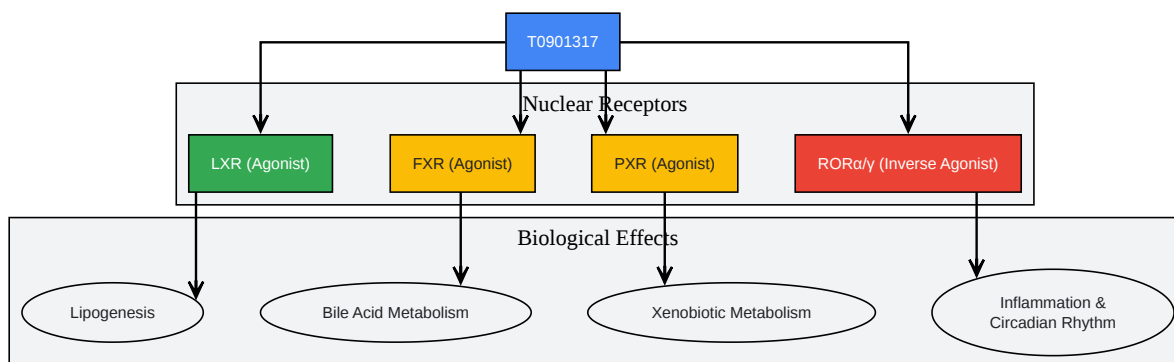 T0901317
Nuclear Receptors
LXR (Agonist)
FXR (Agonist)
PXR (Agonist)
RORα/γ (Inverse Agonist)
Biological Effects
Lipogenesis
Bile Acid Metabolism
Xenobiotic Metabolism
Inflammation &
Circadian Rhythm